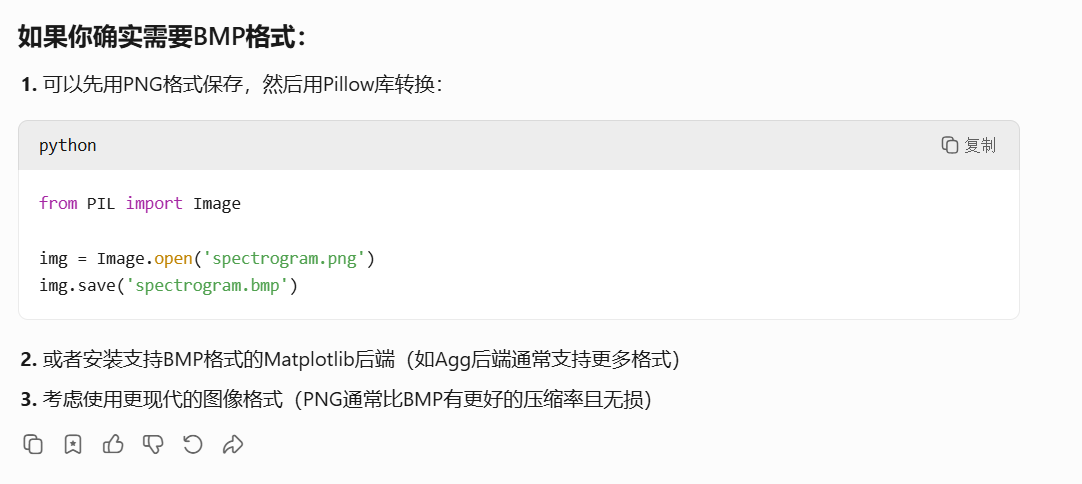 如果你确实需要BMP格式：
1. 可以先用PNG格式保存，然后用Pillow库转换：
python
复制
from PIL import Image
img = Image.open('spectrogram.png')
img.save('spectrogram.bmp')
2. 或者安装支持BMP格式的Matplotlib后端（如Agg后端通常支持更多格式）
3. 考虑使用更现代的图像格式（PNG通常比BMP有更好的压缩率且无损）